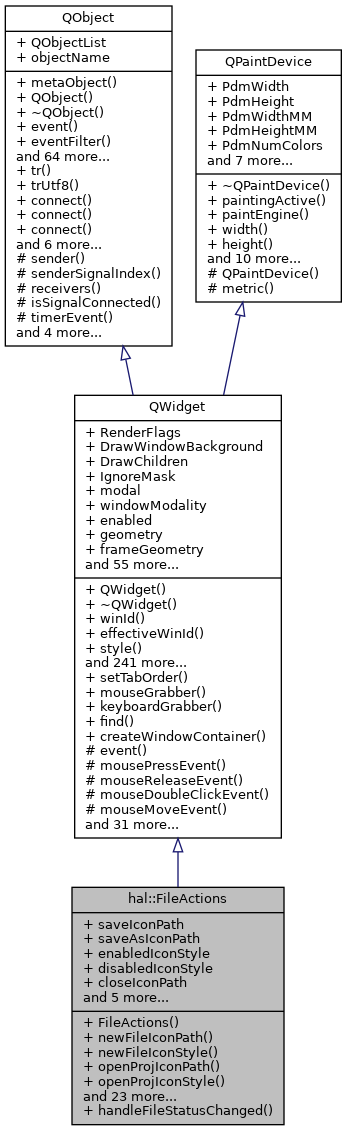 QObject
+ QObjectList
+ objectName
+ metaObject()
+ QObject()
+ ~QObject()
+ event()
+ eventFilter()
and 64 more...
+ tr()
+ trUtf8()
+ connect()
+ connect()
+ connect()
and 6 more...
# sender()
# senderSignalIndex()
# receivers()
# isSignalConnected()
# timerEvent()
and 4 more...
QPaintDevice
+ PdmWidth
+ PdmHeight
+ PdmWidthMM
+ PdmHeightMM
+ PdmNumColors
and 7 more...
+ ~QPaintDevice()
+ paintingActive()
+ paintEngine()
+ width()
+ height()
and 10 more...
# QPaintDevice()
# metric()
QWidget
+ RenderFlags
+ DrawWindowBackground
+ DrawChildren
+ IgnoreMask
+ modal
+ windowModality
+ enabled
+ geometry
+ frameGeometry
and 55 more...
+ QWidget()
+ ~QWidget()
+ winId()
+ effectiveWinId()
+ style()
and 241 more...
+ setTabOrder()
+ mouseGrabber()
+ keyboardGrabber()
+ find()
+ createWindowContainer()
# event()
# mousePressEvent()
# mouseReleaseEvent()
# mouseDoubleClickEvent()
# mouseMoveEvent()
and 31 more...
hal::FileActions
+ saveIconPath
+ saveAsIconPath
+ enabledIconStyle
+ disabledIconStyle
+ closeIconPath
and 5 more...
+ FileActions()
+ newFileIconPath()
+ newFileIconStyle()
+ openProjIconPath()
+ openProjIconStyle()
and 23 more...
+ handleFileStatusChanged()